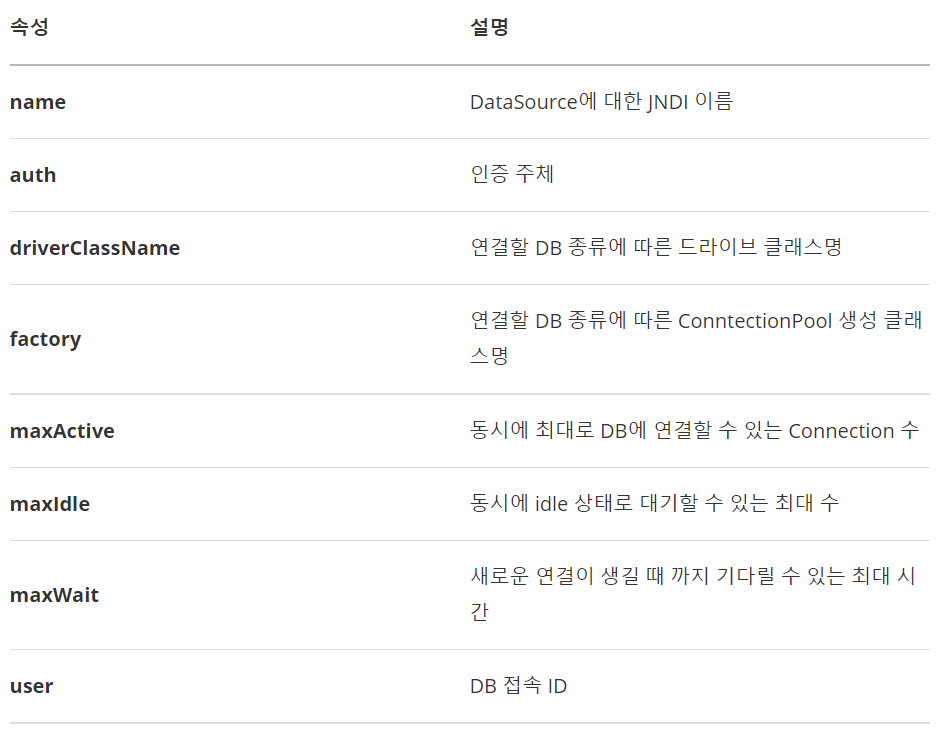 속성 설명
name DataSource에 대한 JNDI 이름
auth 인증 주체
driverClassName 연결할 DB 종류에 따른 드라이브 클래스명
factory 연결할 DB 종류에 따른 ConntectionPool 생성 클래
스명
maxActive 동시에 최대로 DB에 연결할 수 있는 Connection 수
maxIdle 동시에 idle 상태로 대기할 수 있는 최대 수
maxWait 새로운 연결이 생길 때 까지 기다릴 수 있는 최대 시
간
user DB 접속 ID